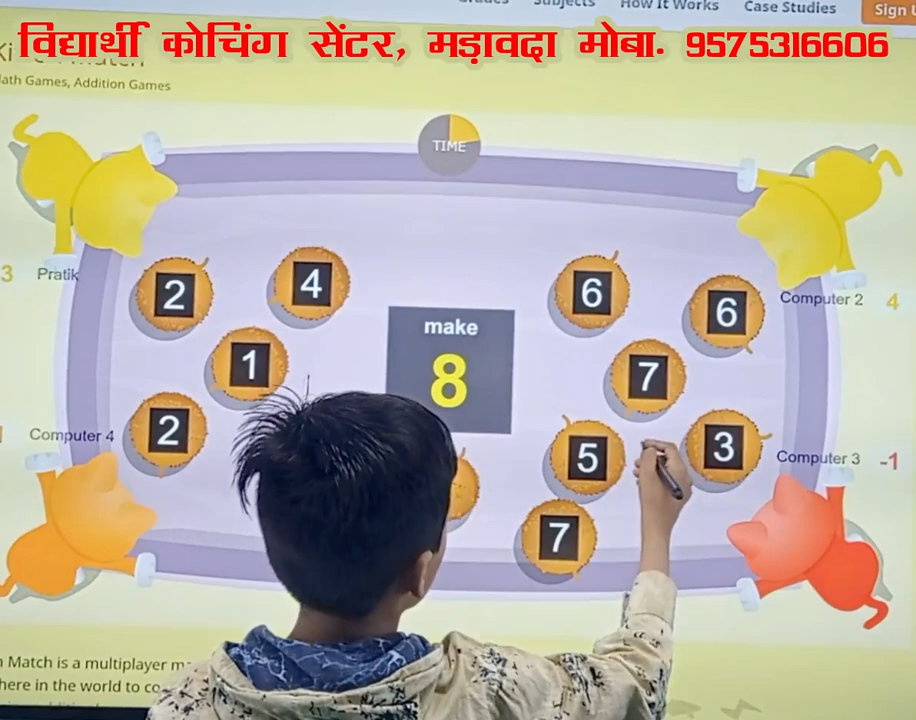 Subjects
How It Works
Case Studies
Sign
विद्यार्थी कोचिंग सेंटर, मड़ावदा मोबा. 9575316606
Math Games, Addition Games
TIME
3 Pratik
Computer 2 4
2
4
6
6
make
8
1
7
Computer 4
2
5
3
Computer 3 -1
7
Match is a multiplayer
here in the world to